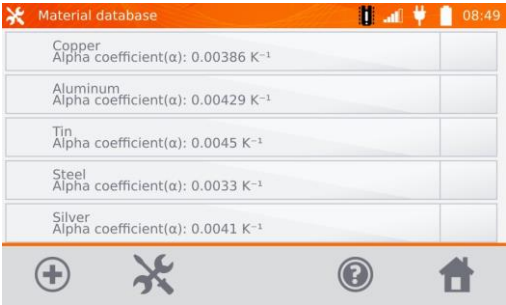 Material database 08:49
Copper
Alpha coefficient(α): 0.00386 K⁻¹
Aluminum
Alpha coefficient(α): 0.00429 K⁻¹
Tin
Alpha coefficient(α): 0.0045 K⁻¹
Steel
Alpha coefficient(α): 0.0033 K⁻¹
Silver
Alpha coefficient(α): 0.0041 K⁻¹